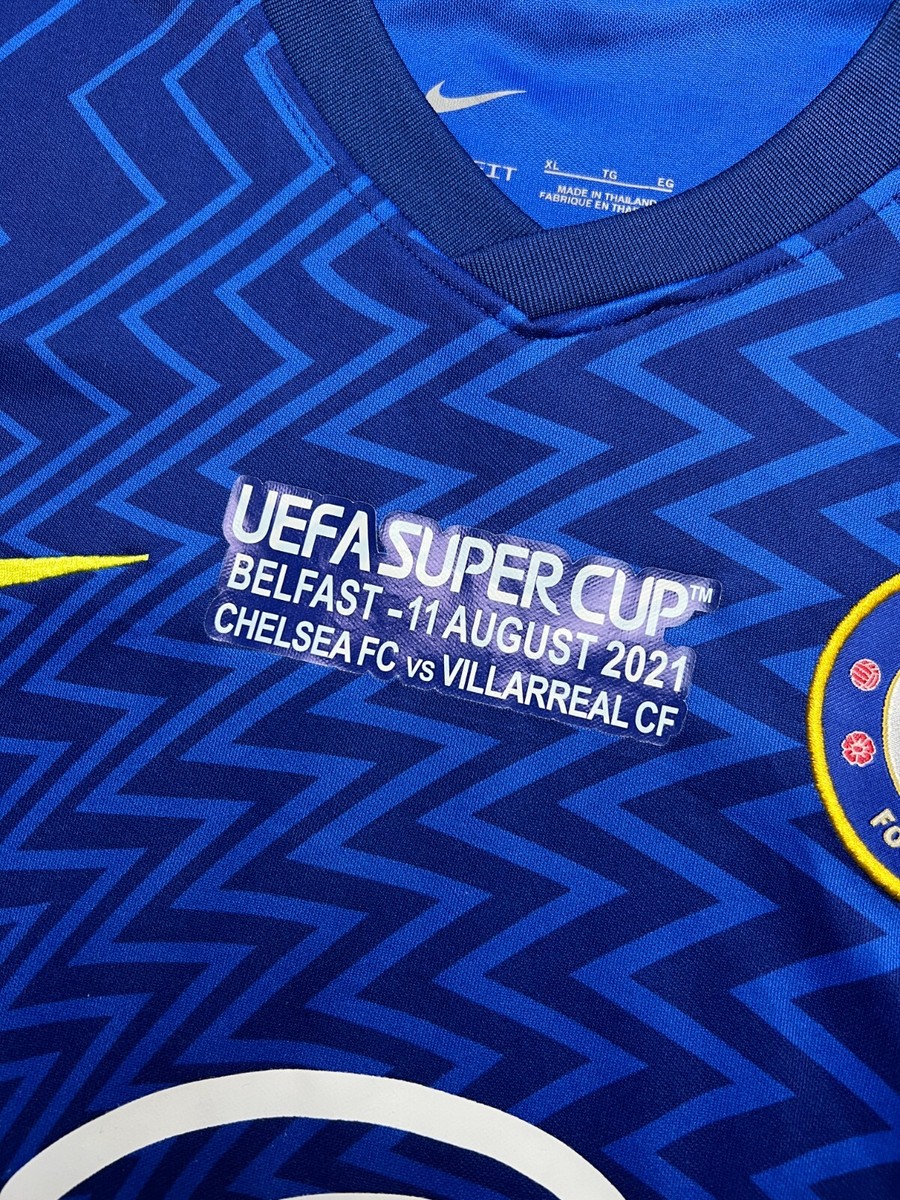 XL TG EG
MADE IN THAILAND
FABRIQUE EN
UEFA SUPER CUP™
BELFAST - 11 AUGUST 2021
CHELSEA FC vs VILLARREAL CF